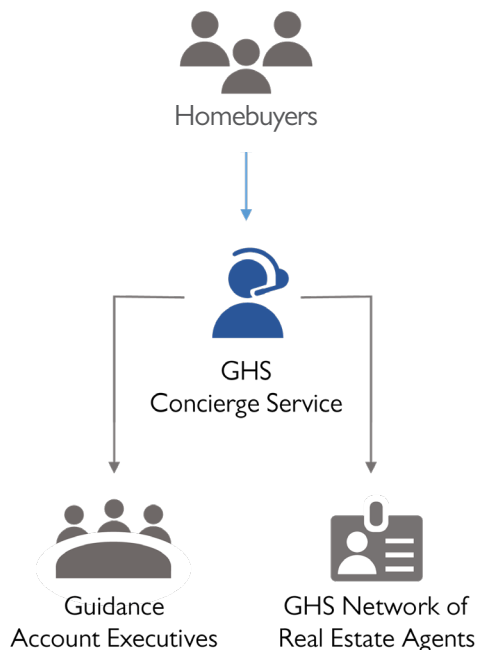 Homebuyers
GHS
Concierge Service
Guidance
Account Executives
GHS Network of
Real Estate Agents